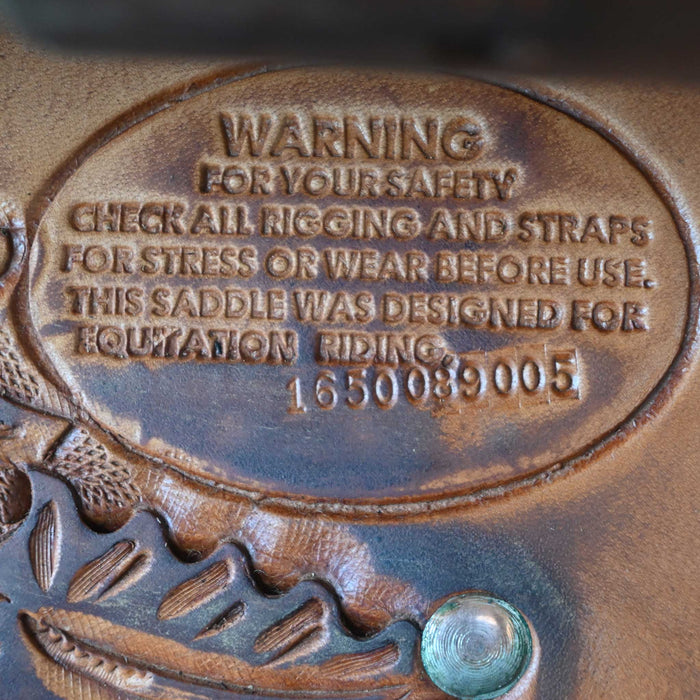 WARNING
FOR YOUR SAFETY
CHECK ALL RIGGING AND STRAPS
FOR STRESS OR WEAR BEFORE USE.
THIS SADDLE WAS DESIGNED FOR
EQUITATION RIDING.
1650089005